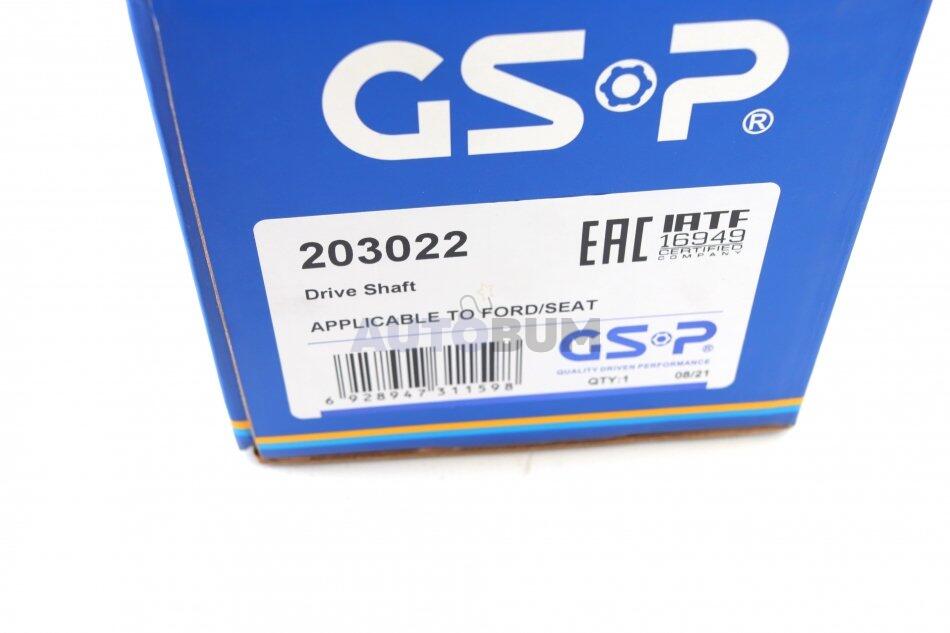 GSP®
203022
EAC
IATF
16949
CERTIFIED
COMPANY
Drive Shaft
APPLICABLE TO FORD/SEAT
AUTOBUM
GSP®
QUALITY DRIVEN PERFORMANCE
QTY:1 08/21
6 928947 311598